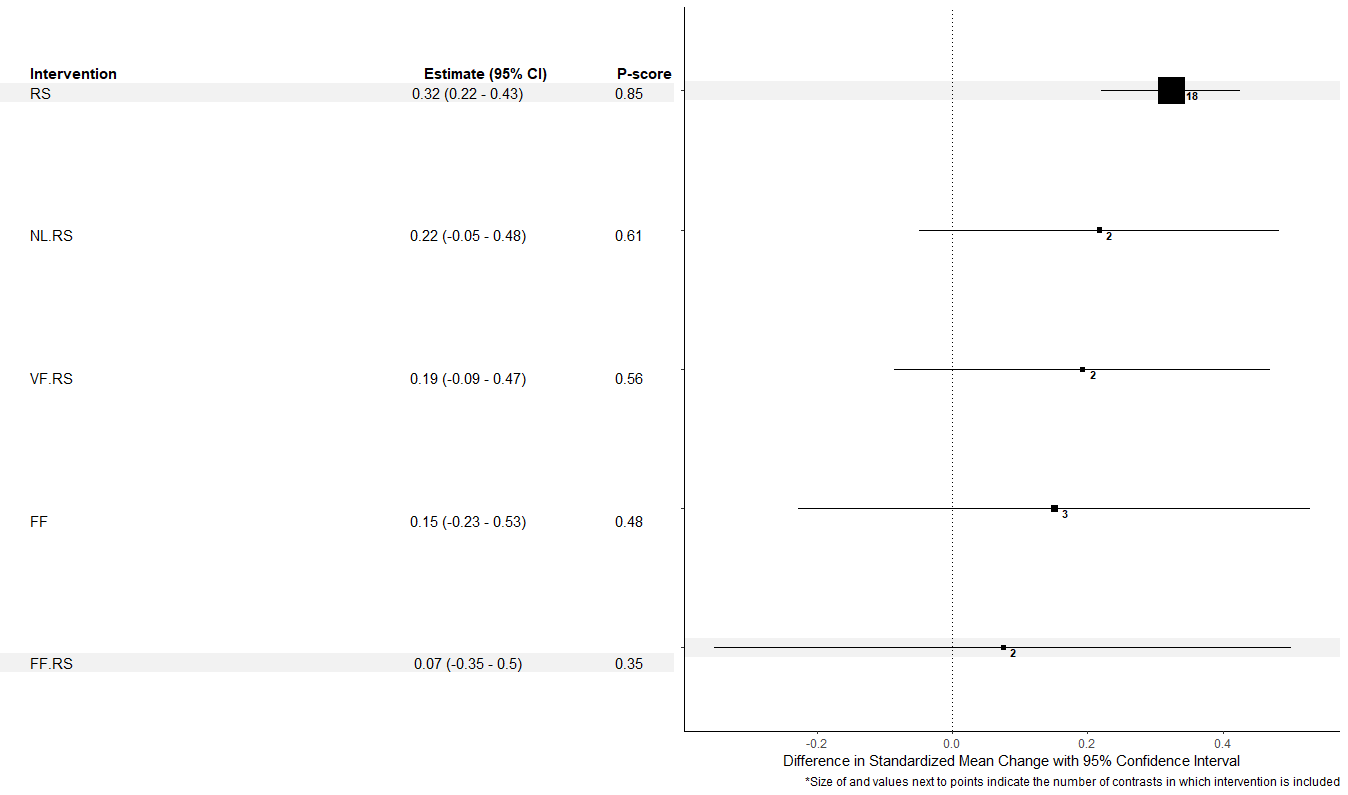 Intervention Estimate (95% CI) P-score
RS 0.32 (0.22 - 0.43) 0.85
18
NL.RS 0.22 (-0.05 - 0.48) 0.61
2
VF.RS 0.19 (-0.09 - 0.47) 0.56
2
FF 0.15 (-0.23 - 0.53) 0.48
3
FF.RS 0.07 (-0.35 - 0.5) 0.35
2
-0.2 0.0 0.2 0.4
Difference in Standardized Mean Change with 95% Confidence Interval
*Size of and values next to points indicate the number of contrasts in which intervention is included